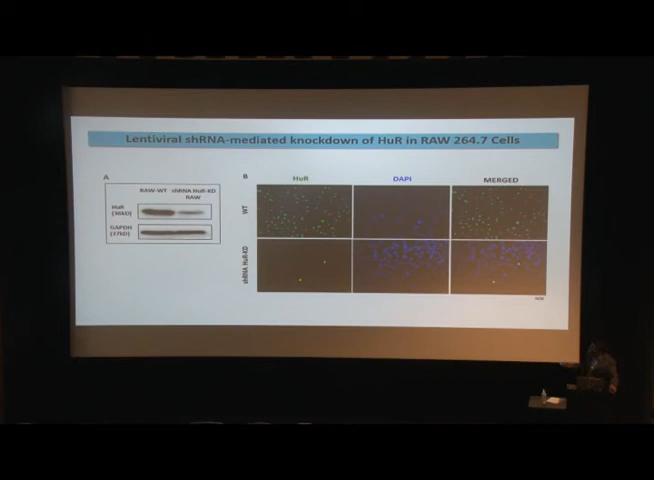 Lentiviral shRNA-mediated knockdown of HuR in RAW 264.7 Cells
A
RAW-WT shRNA HuR-KD
RAW
HuR
(36kD)
GAPDH
(37kD)
B
HuR DAPI MERGED
WT
shRNA HuR-KD